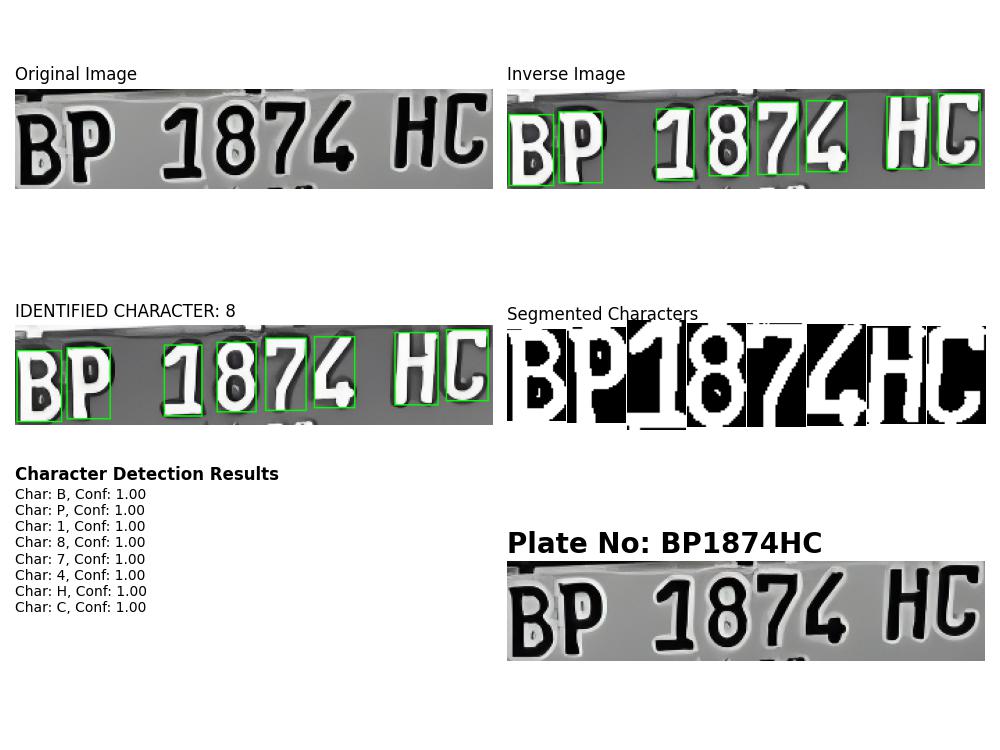 Original Image
BP 1874 HC
Inverse Image
BP 1874 HC
IDENTIFIED CHARACTER: 8
BP 1874 HC
Segmented Characters
BP1874HC
Character Detection Results
Char: B, Conf: 1.00
Char: P, Conf: 1.00
Char: 1, Conf: 1.00
Char: 8, Conf: 1.00
Char: 7, Conf: 1.00
Char: 4, Conf: 1.00
Char: H, Conf: 1.00
Char: C, Conf: 1.00
Plate No: BP1874HC
BP 1874 HC